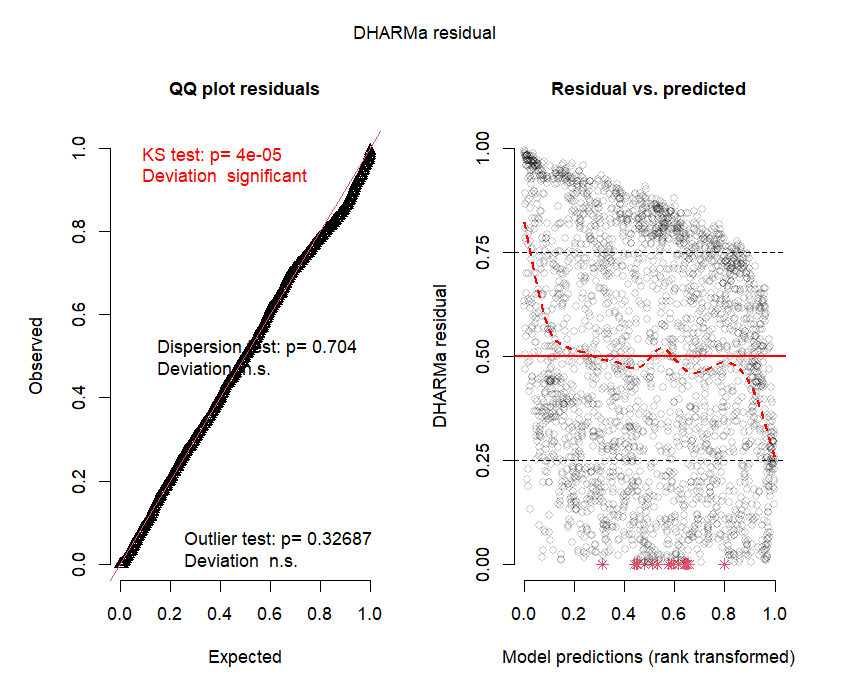 DHARMa residual
QQ plot residuals
KS test: p= 4e-05
Deviation significant
Dispersion test: p= 0.704
Deviation n.s.
Outlier test: p= 0.32687
Deviation n.s.
Observed
0.0
0.2
0.4
0.6
0.8
1.0
0.0
0.2
0.4
0.6
0.8
1.0
Expected
Residual vs. predicted
DHARMa residual
0.00
0.25
0.50
0.75
1.00
0.0
0.2
0.4
0.6
0.8
1.0
Model predictions (rank transformed)